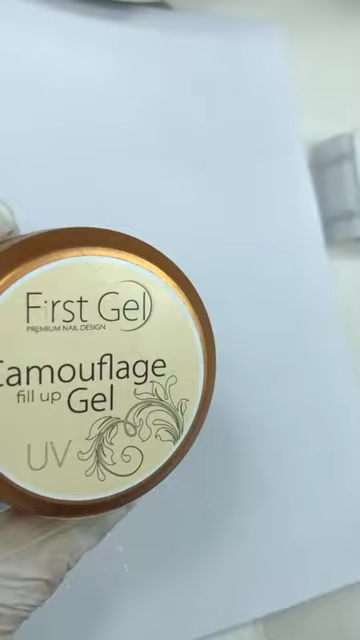 First Gel
PREMIUM NAIL DESIGN
Camouflage
fill up Gel
UV